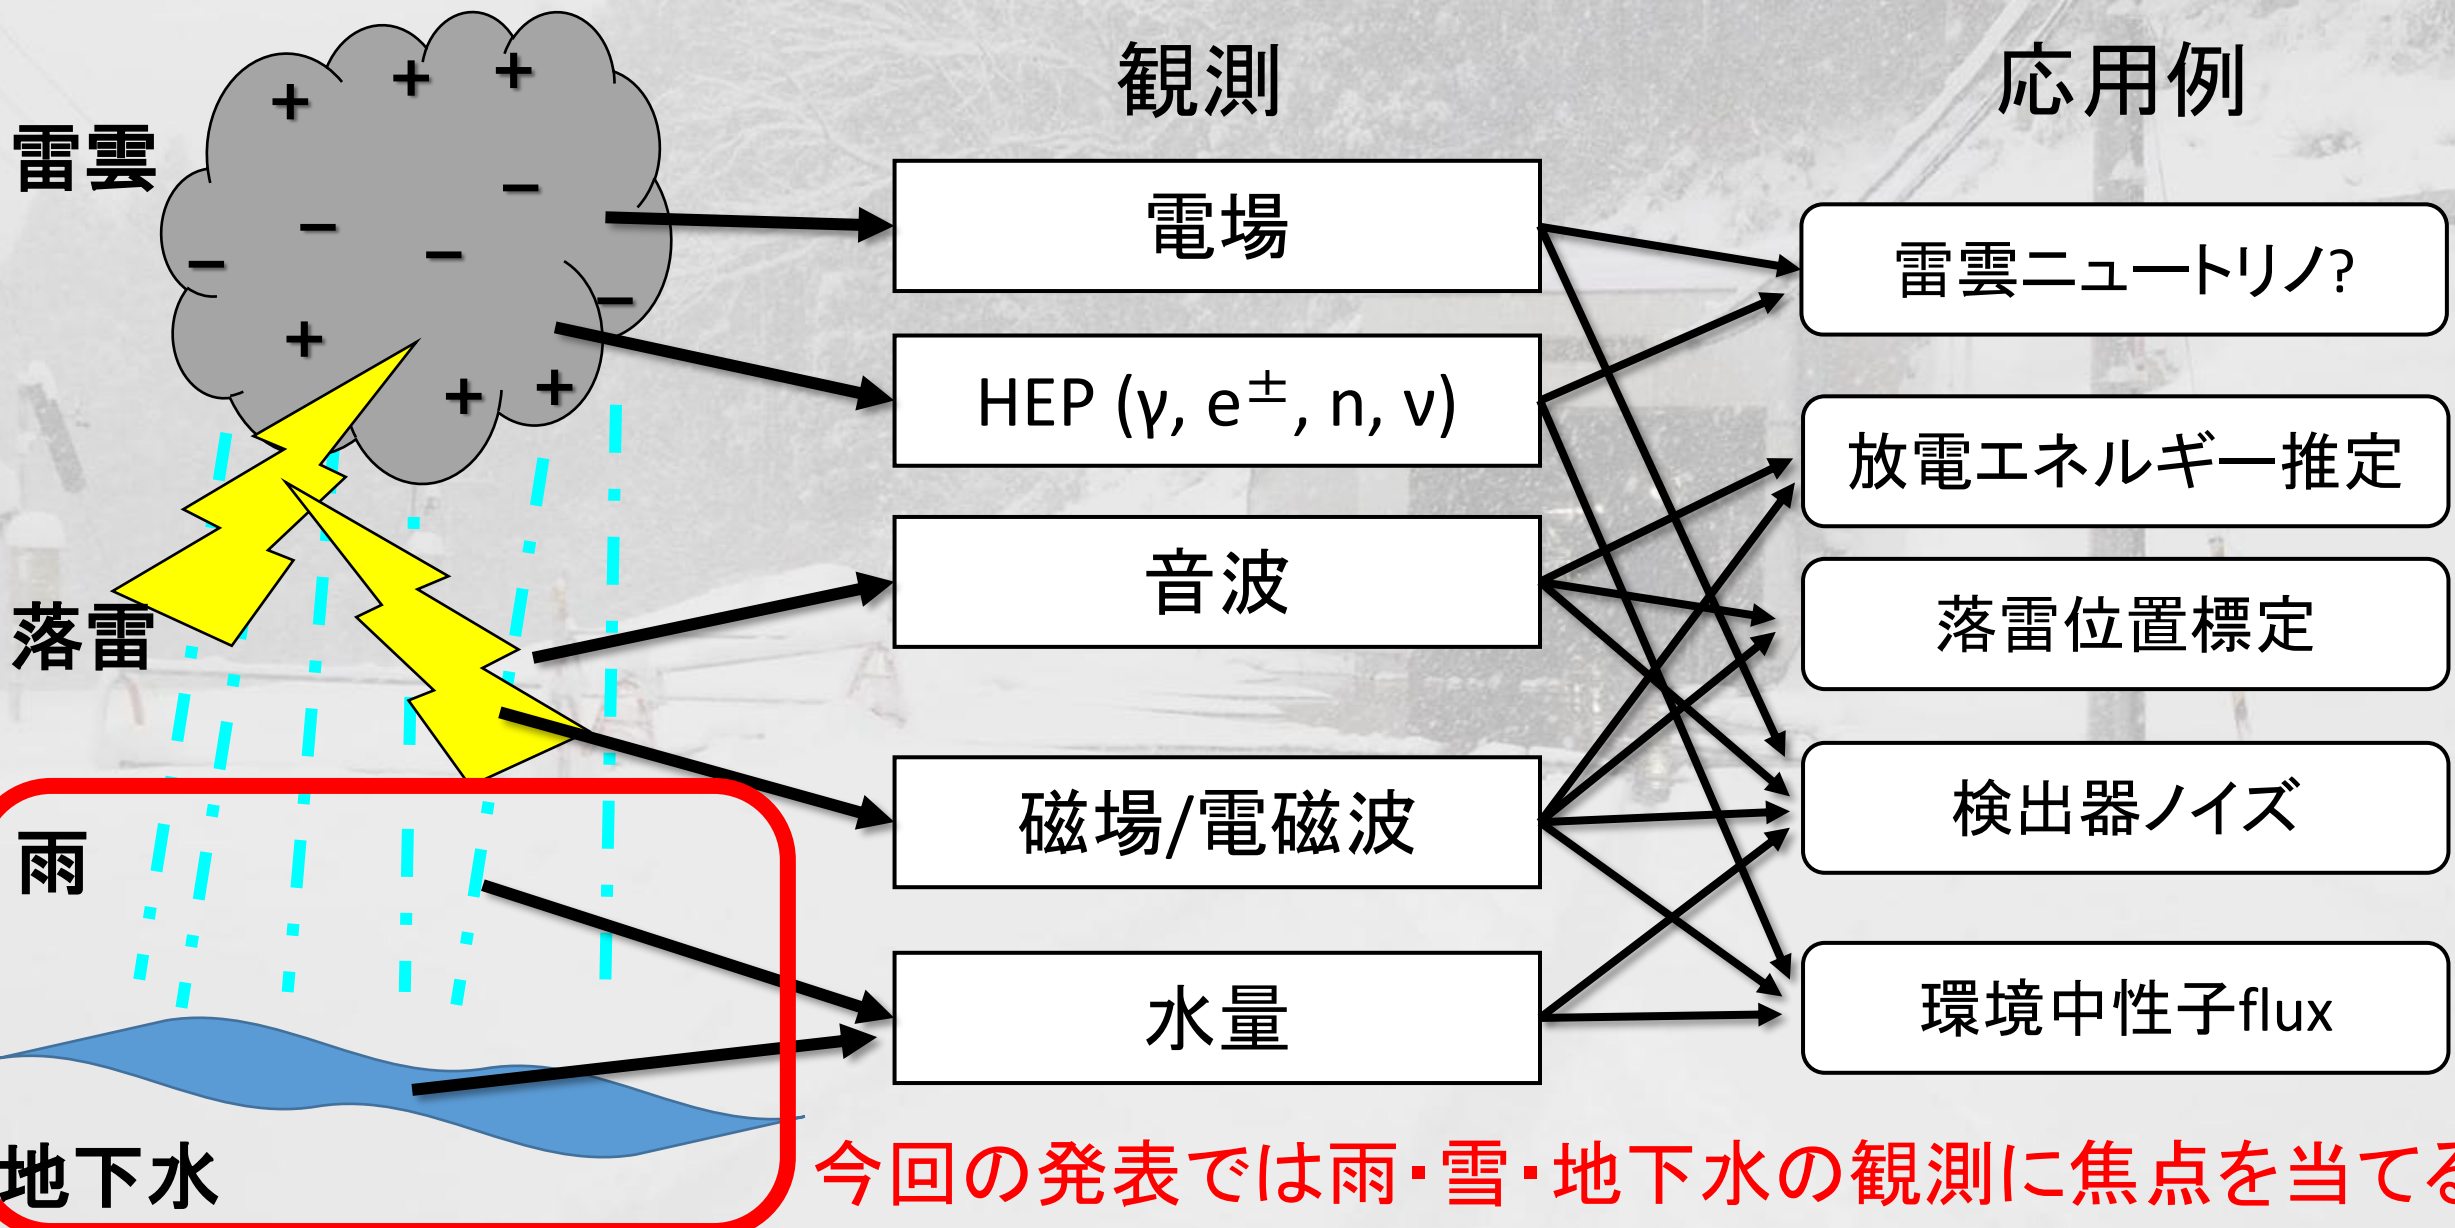 観測
応用例
雷雲
落雷
雨
地下水
+ + +
−
−
−
−
−
+
+ +
電場
HEP (γ, e±, n, ν)
音波
磁場/電磁波
水量
雷雲ニュートリノ?
放電エネルギー推定
落雷位置標定
検出器ノイズ
環境中性子flux
今回の発表では雨・雪・地下水の観測に焦点を当てる